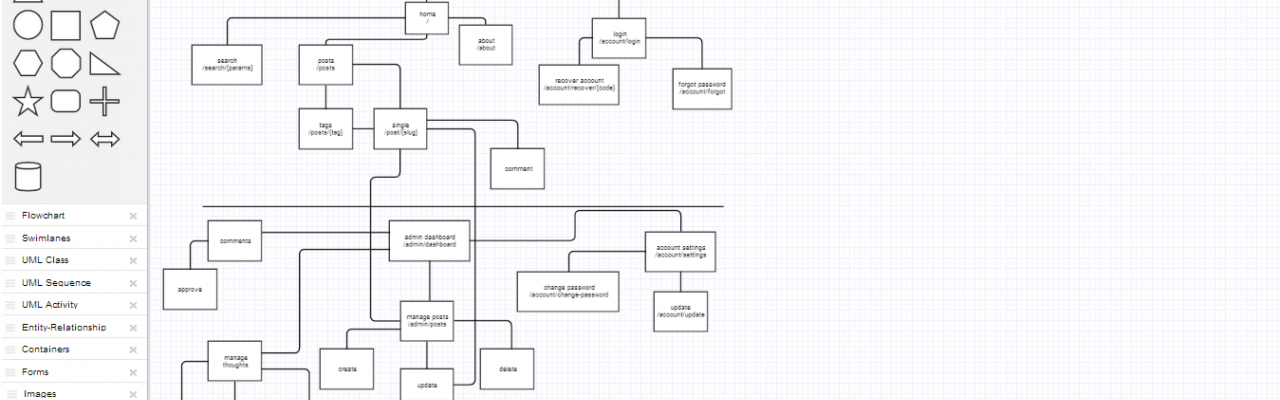 home
/
about
/about
search
/search/{params}
posts
/posts
tags
/posts/{tag}
single
/post/{slug}
comment
login
/account/login
recover account
/account/recover/{code}
forgot password
/account/forgot
comments
approve
admin dashboard
/admin/dashboard
account settings
/account/settings
change password
/account/change-password
update
/account/update
manage posts
/admin/posts
manage
thoughts
create
update
delete
Flowchart
Swimlanes
UML Class
UML Sequence
UML Activity
Entity-Relationship
Containers
Forms
Images